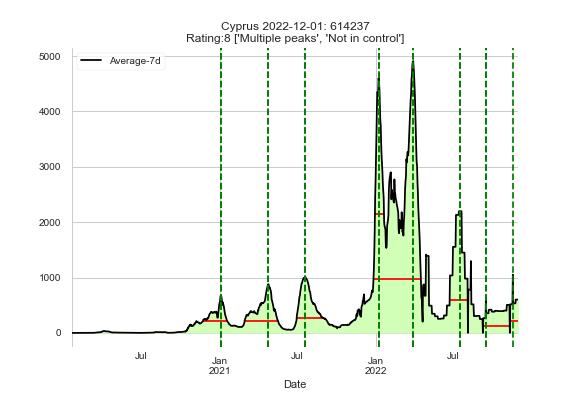 Cyprus 2022-12-01: 614237
Rating:8 ['Multiple peaks', 'Not in control']
Average-7d
5000
4000
3000
2000
1000
0
Jul
Jan
2021
Jul
Jan
2022
Jul
Date